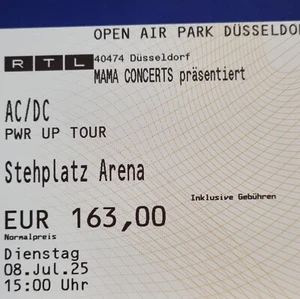 OPEN AIR PARK DÜSSELDO
RTL
40474 Düsseldorf
MAMA CONCERTS präsentiert
AC/DC
PWR UP TOUR
Stehplatz Arena
Inklusive Gebühren
EUR 163,00
Normalpreis
Dienstag
08.Jul.25
15:00 Uhr